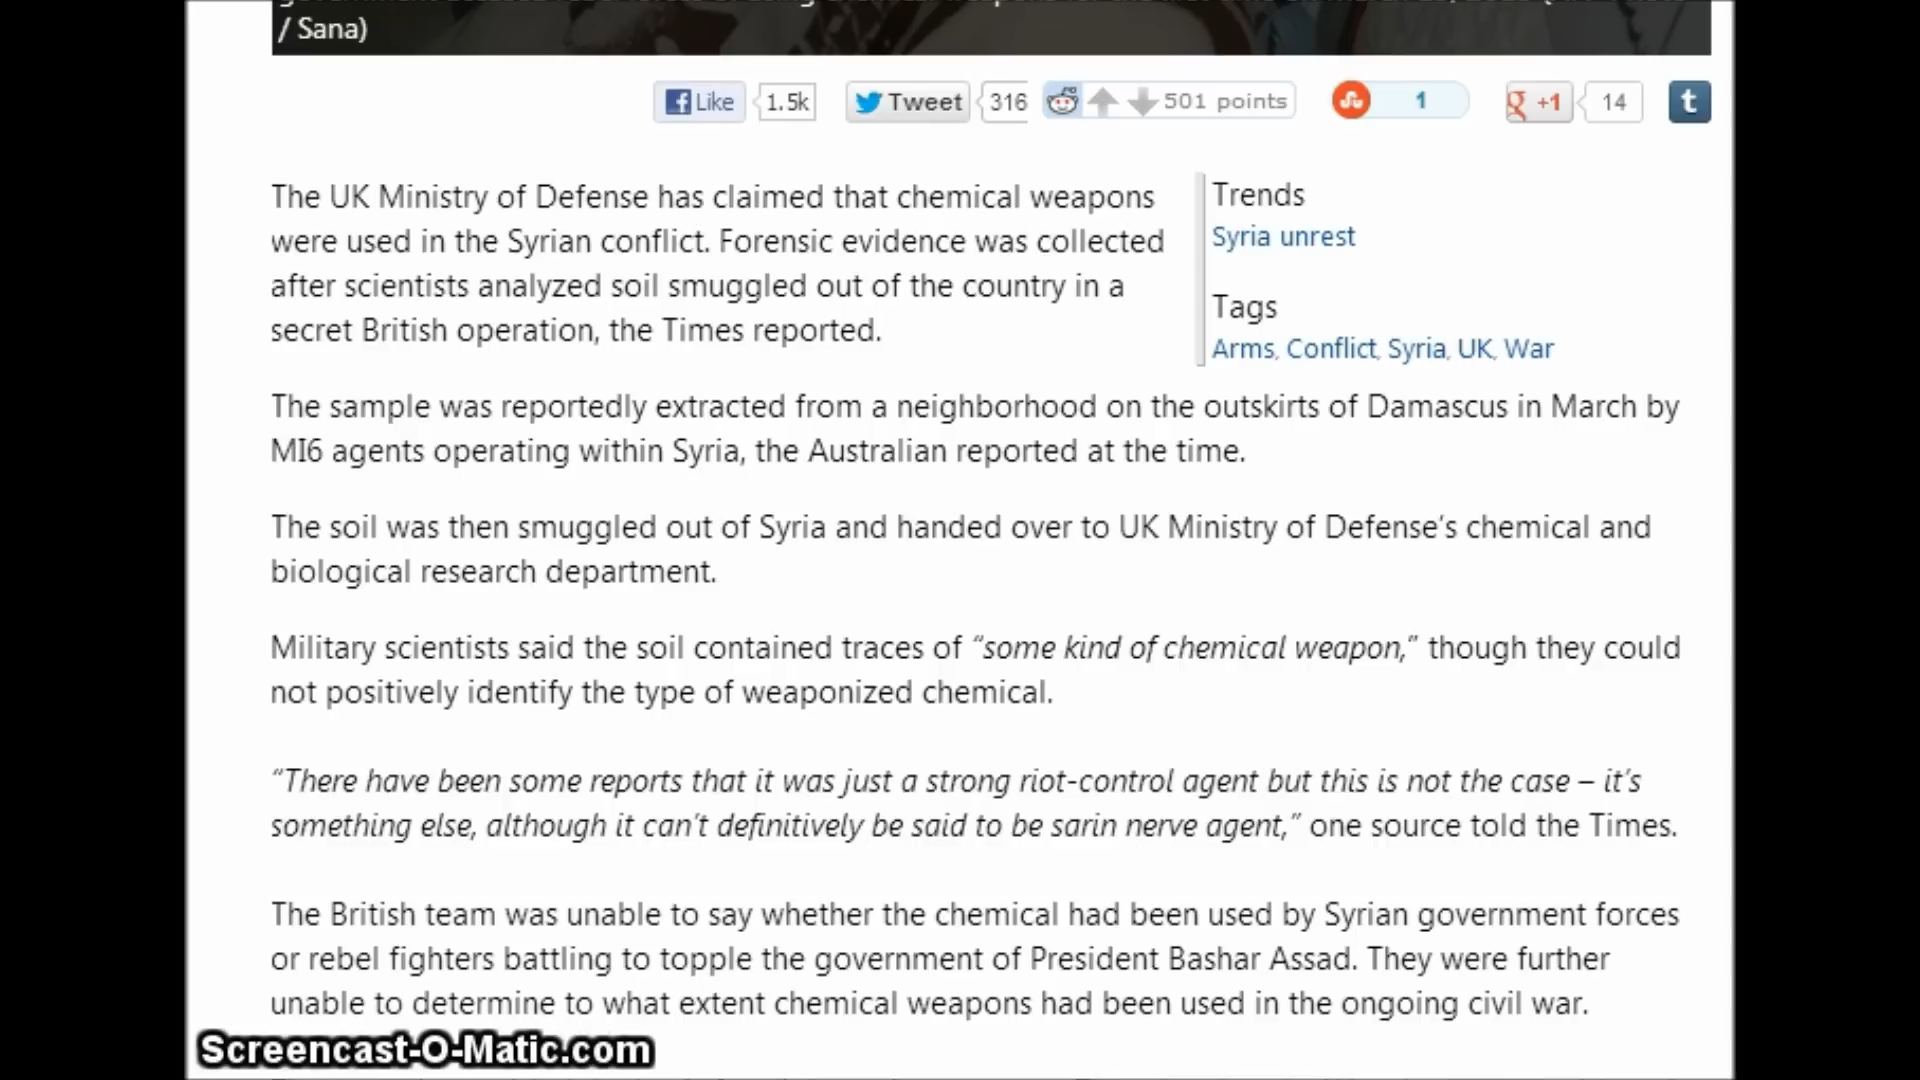 / Sana)
Like 1.5k Tweet 316 501 points 1 +1 14
The UK Ministry of Defense has claimed that chemical weapons
were used in the Syrian conflict. Forensic evidence was collected
after scientists analyzed soil smuggled out of the country in a
secret British operation, the Times reported.
Trends
Syria unrest
Tags
Arms, Conflict, Syria, UK, War
The sample was reportedly extracted from a neighborhood on the outskirts of Damascus in March by
MI6 agents operating within Syria, the Australian reported at the time.
The soil was then smuggled out of Syria and handed over to UK Ministry of Defense’s chemical and
biological research department.
Military scientists said the soil contained traces of “some kind of chemical weapon,” though they could
not positively identify the type of weaponized chemical.
“There have been some reports that it was just a strong riot-control agent but this is not the case – it’s
something else, although it can’t definitively be said to be sarin nerve agent,” one source told the Times.
The British team was unable to say whether the chemical had been used by Syrian government forces
or rebel fighters battling to topple the government of President Bashar Assad. They were further
unable to determine to what extent chemical weapons had been used in the ongoing civil war.
Screencast-O-Matic.com